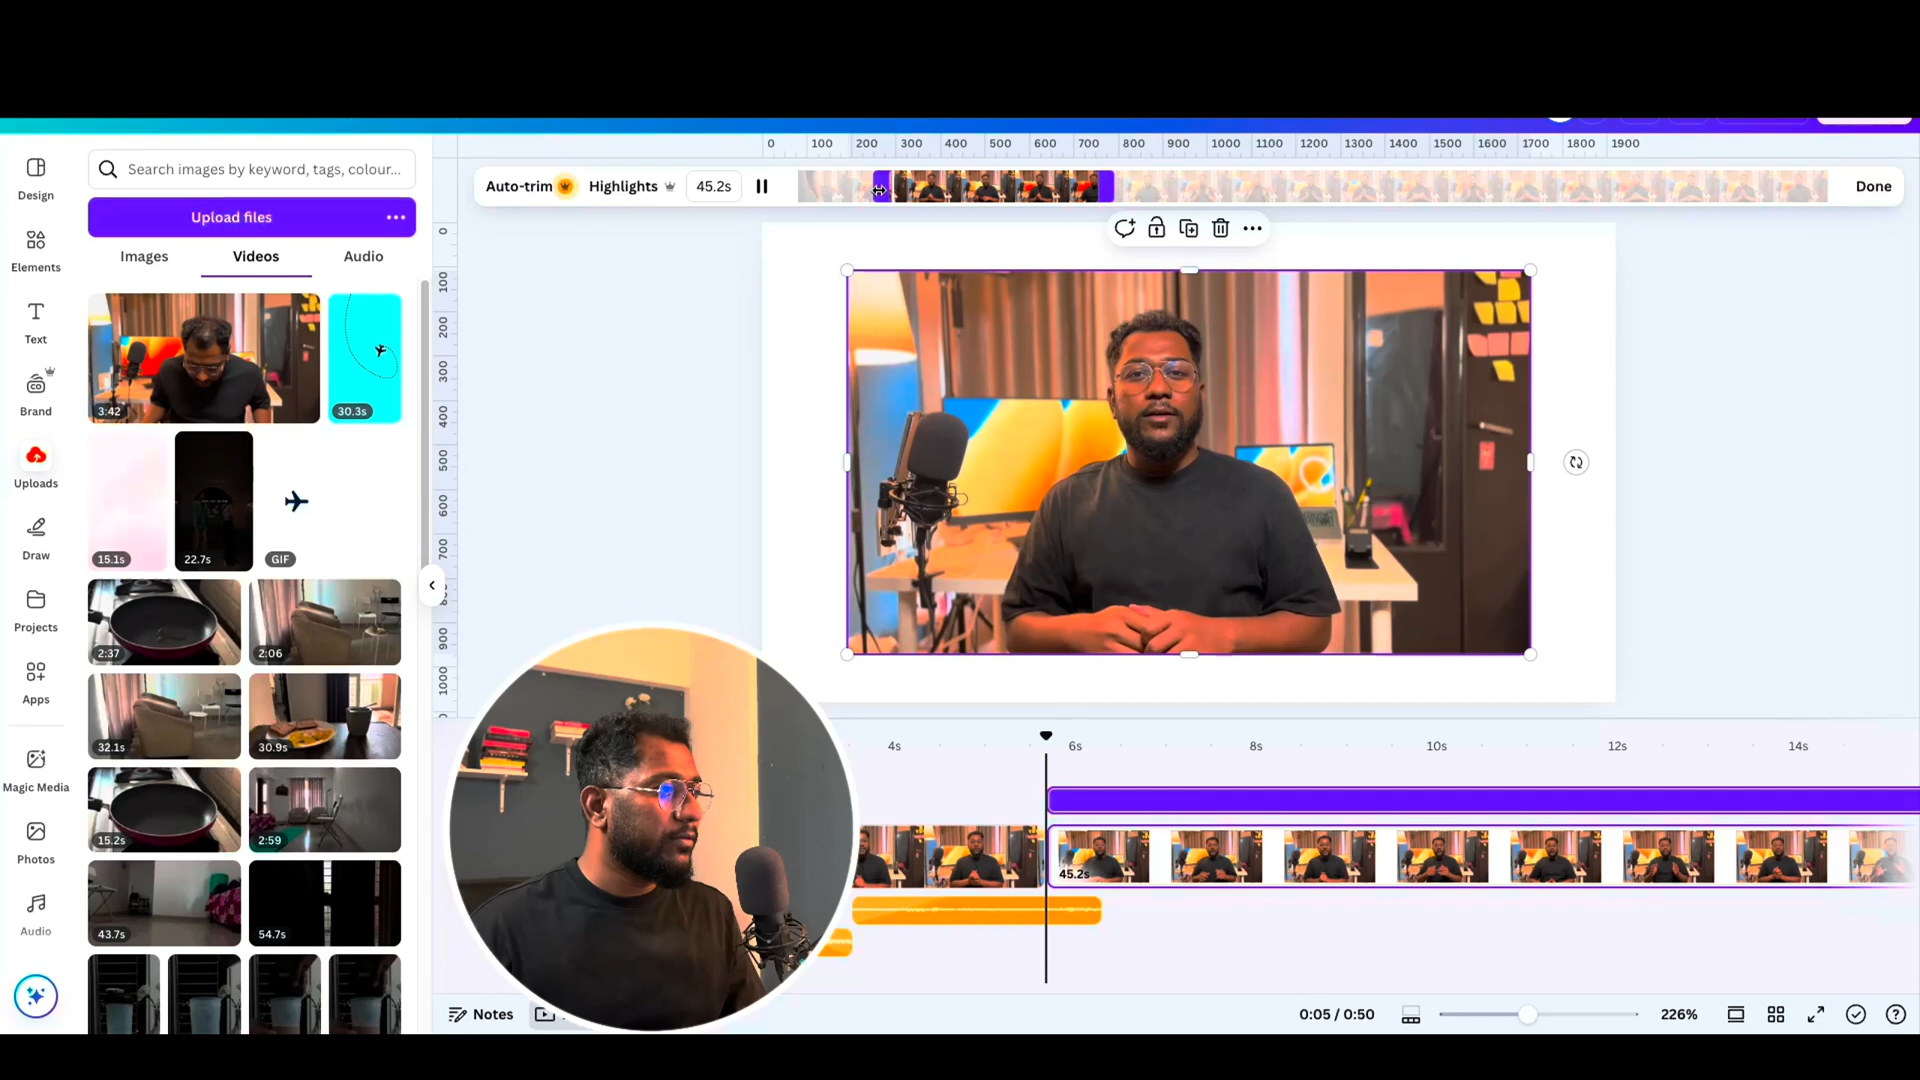 0 100 200 300 400 500 600 700 800 900 1000 1100 1200 1300 1400 1500 1600 1700 1800 1900
Search images by keyword, tags, colour...
Auto-trim Highlights 45.2s Done
Design
Upload files
Elements
Images Videos Audio
0
100
200
300
400
500
600
700
900
1000
Text
3:42 30.3s
Brand
Uploads
15.1s 22.7s GIF
Draw
Projects
2:37 2:06
Apps
32.1s 30.9s
4s 6s 8s 10s 12s 14s
Magic Media
15.2s 2:59
Photos
45.2s
Audio
43.7s 54.7s
Notes 0:05 / 0:50 226%